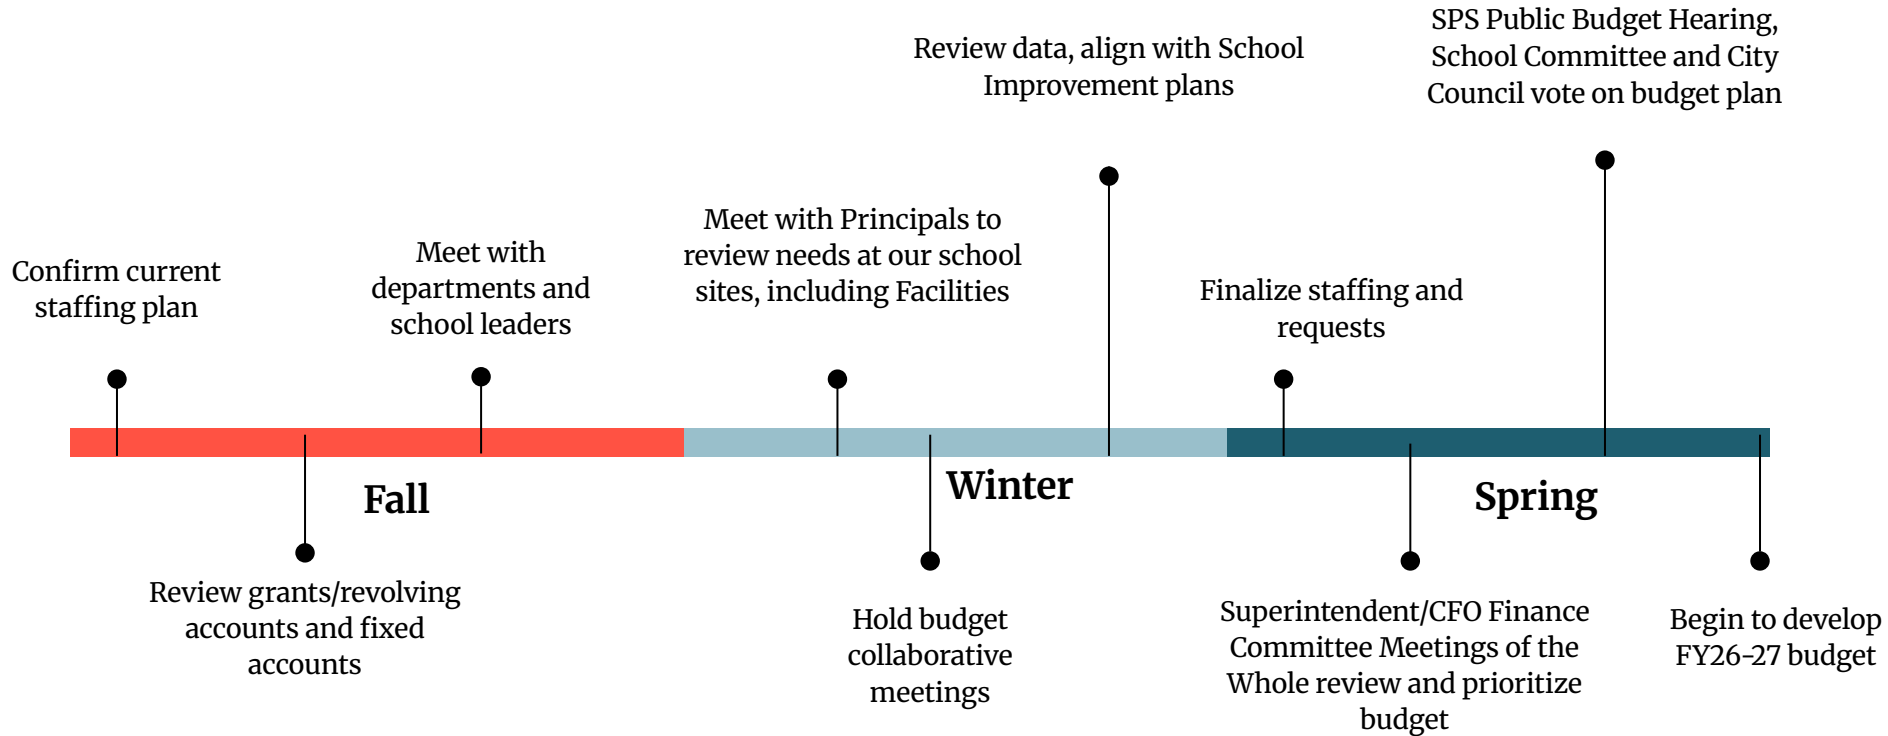 Confirm current
staffing plan
Review grants/revolving
accounts and fixed
accounts
Meet with
departments and
school leaders
Fall
Meet with Principals to
review needs at our school
sites, including Facilities
Hold budget
collaborative
meetings
Review data, align with School
Improvement plans
Winter
Finalize staffing and
requests
Superintendent/CFO Finance
Committee Meetings of the
Whole review and prioritize
budget
SPS Public Budget Hearing,
School Committee and City
Council vote on budget plan
Spring
Begin to develop
FY26-27 budget